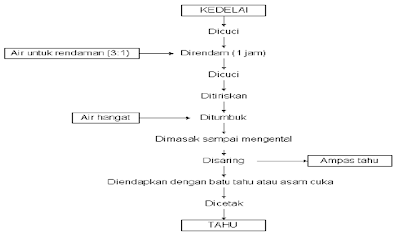 KEDELAI
Dicuci
Air untuk rendaman (3:1)
Direndam (1 jam)
Dicuci
Ditiriskan
Air hangat
Ditumbuk
Dimasak sampai mengental
Disaring
Ampas tahu
Diendapkan dengan batu tahu atau asam cuka
Dicetak
TAHU